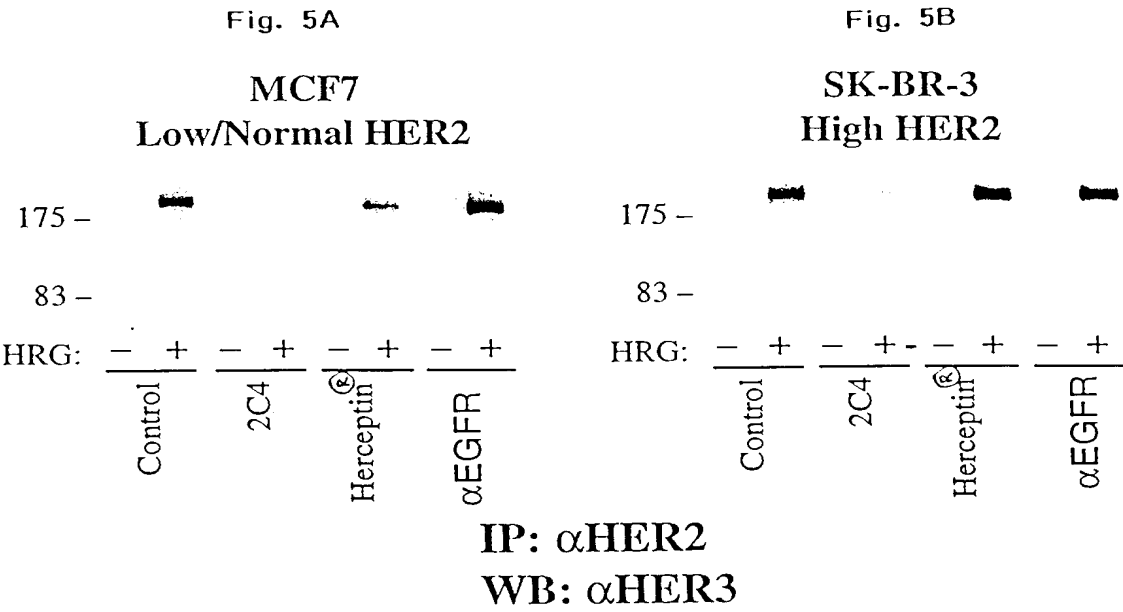 Fig. 5A
Fig. 5B
MCF7
Low/Normal HER2
SK-BR-3
High HER2
175 –
83 –
HRG: – + – + – + – +
Control
2C4
Herceptin®
αEGFR
175 –
83 –
HRG: – + – + - – + – +
Control
2C4
Herceptin®
αEGFR
IP: αHER2
WB: αHER3